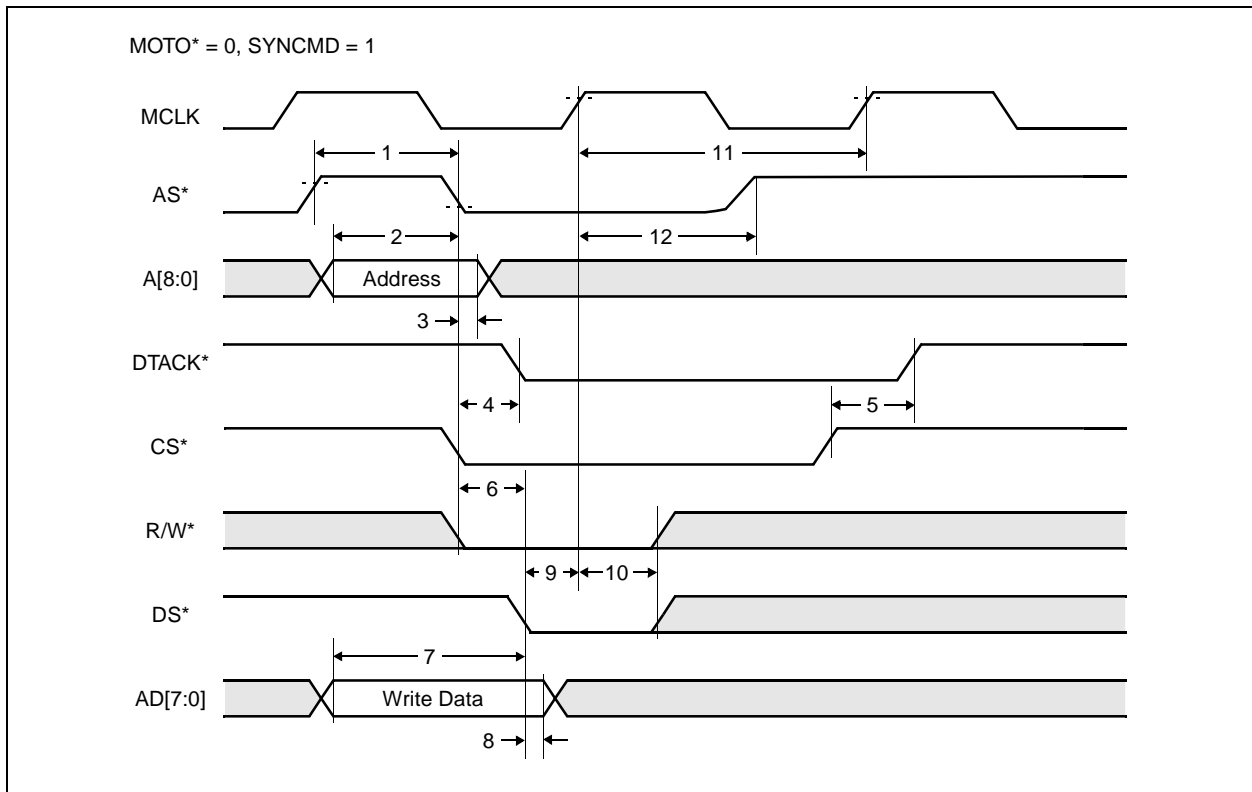 MOTO* = 0, SYNCMD = 1
MCLK
1
11
AS*
2
12
A[8:0]
Address
3
DTACK*
4
5
CS*
6
R/W*
9
10
DS*
7
AD[7:0]
Write Data
8